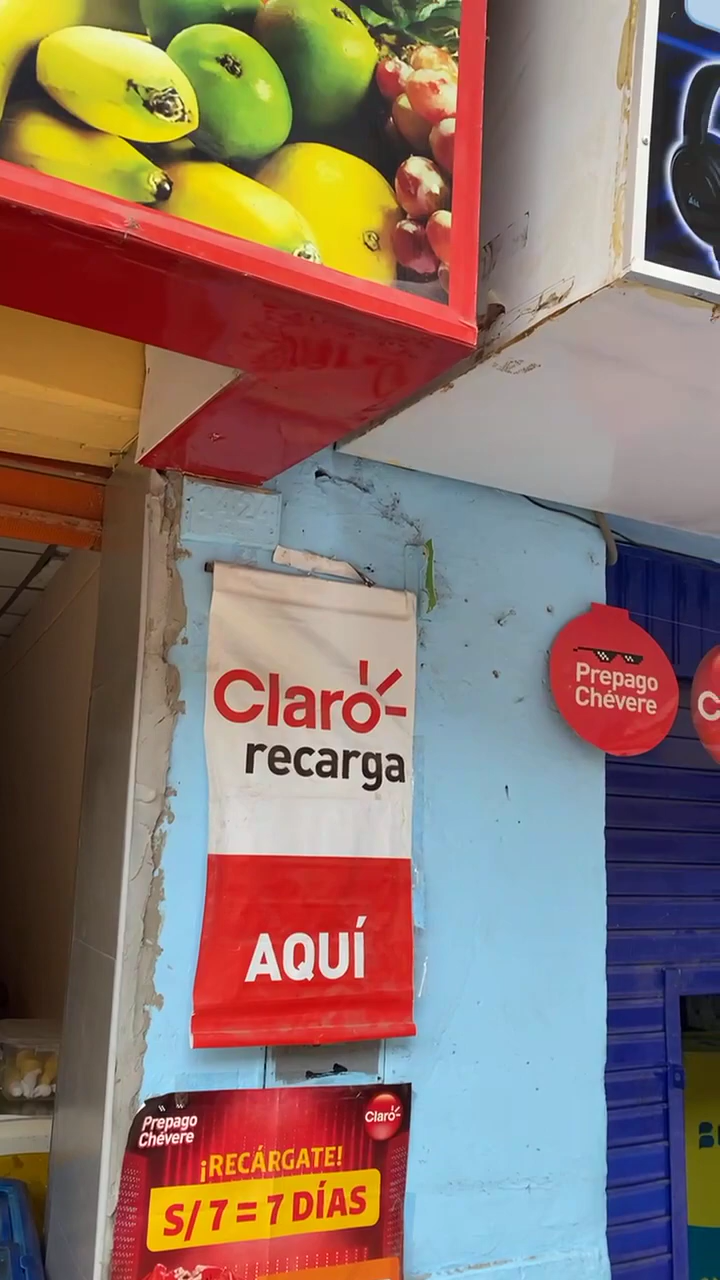 Claro
recarga
AQUÍ
Prepago
Chévere
C
Prepago
Chévere
Claro
¡RECÁRGATE!
S/7=7 DÍAS